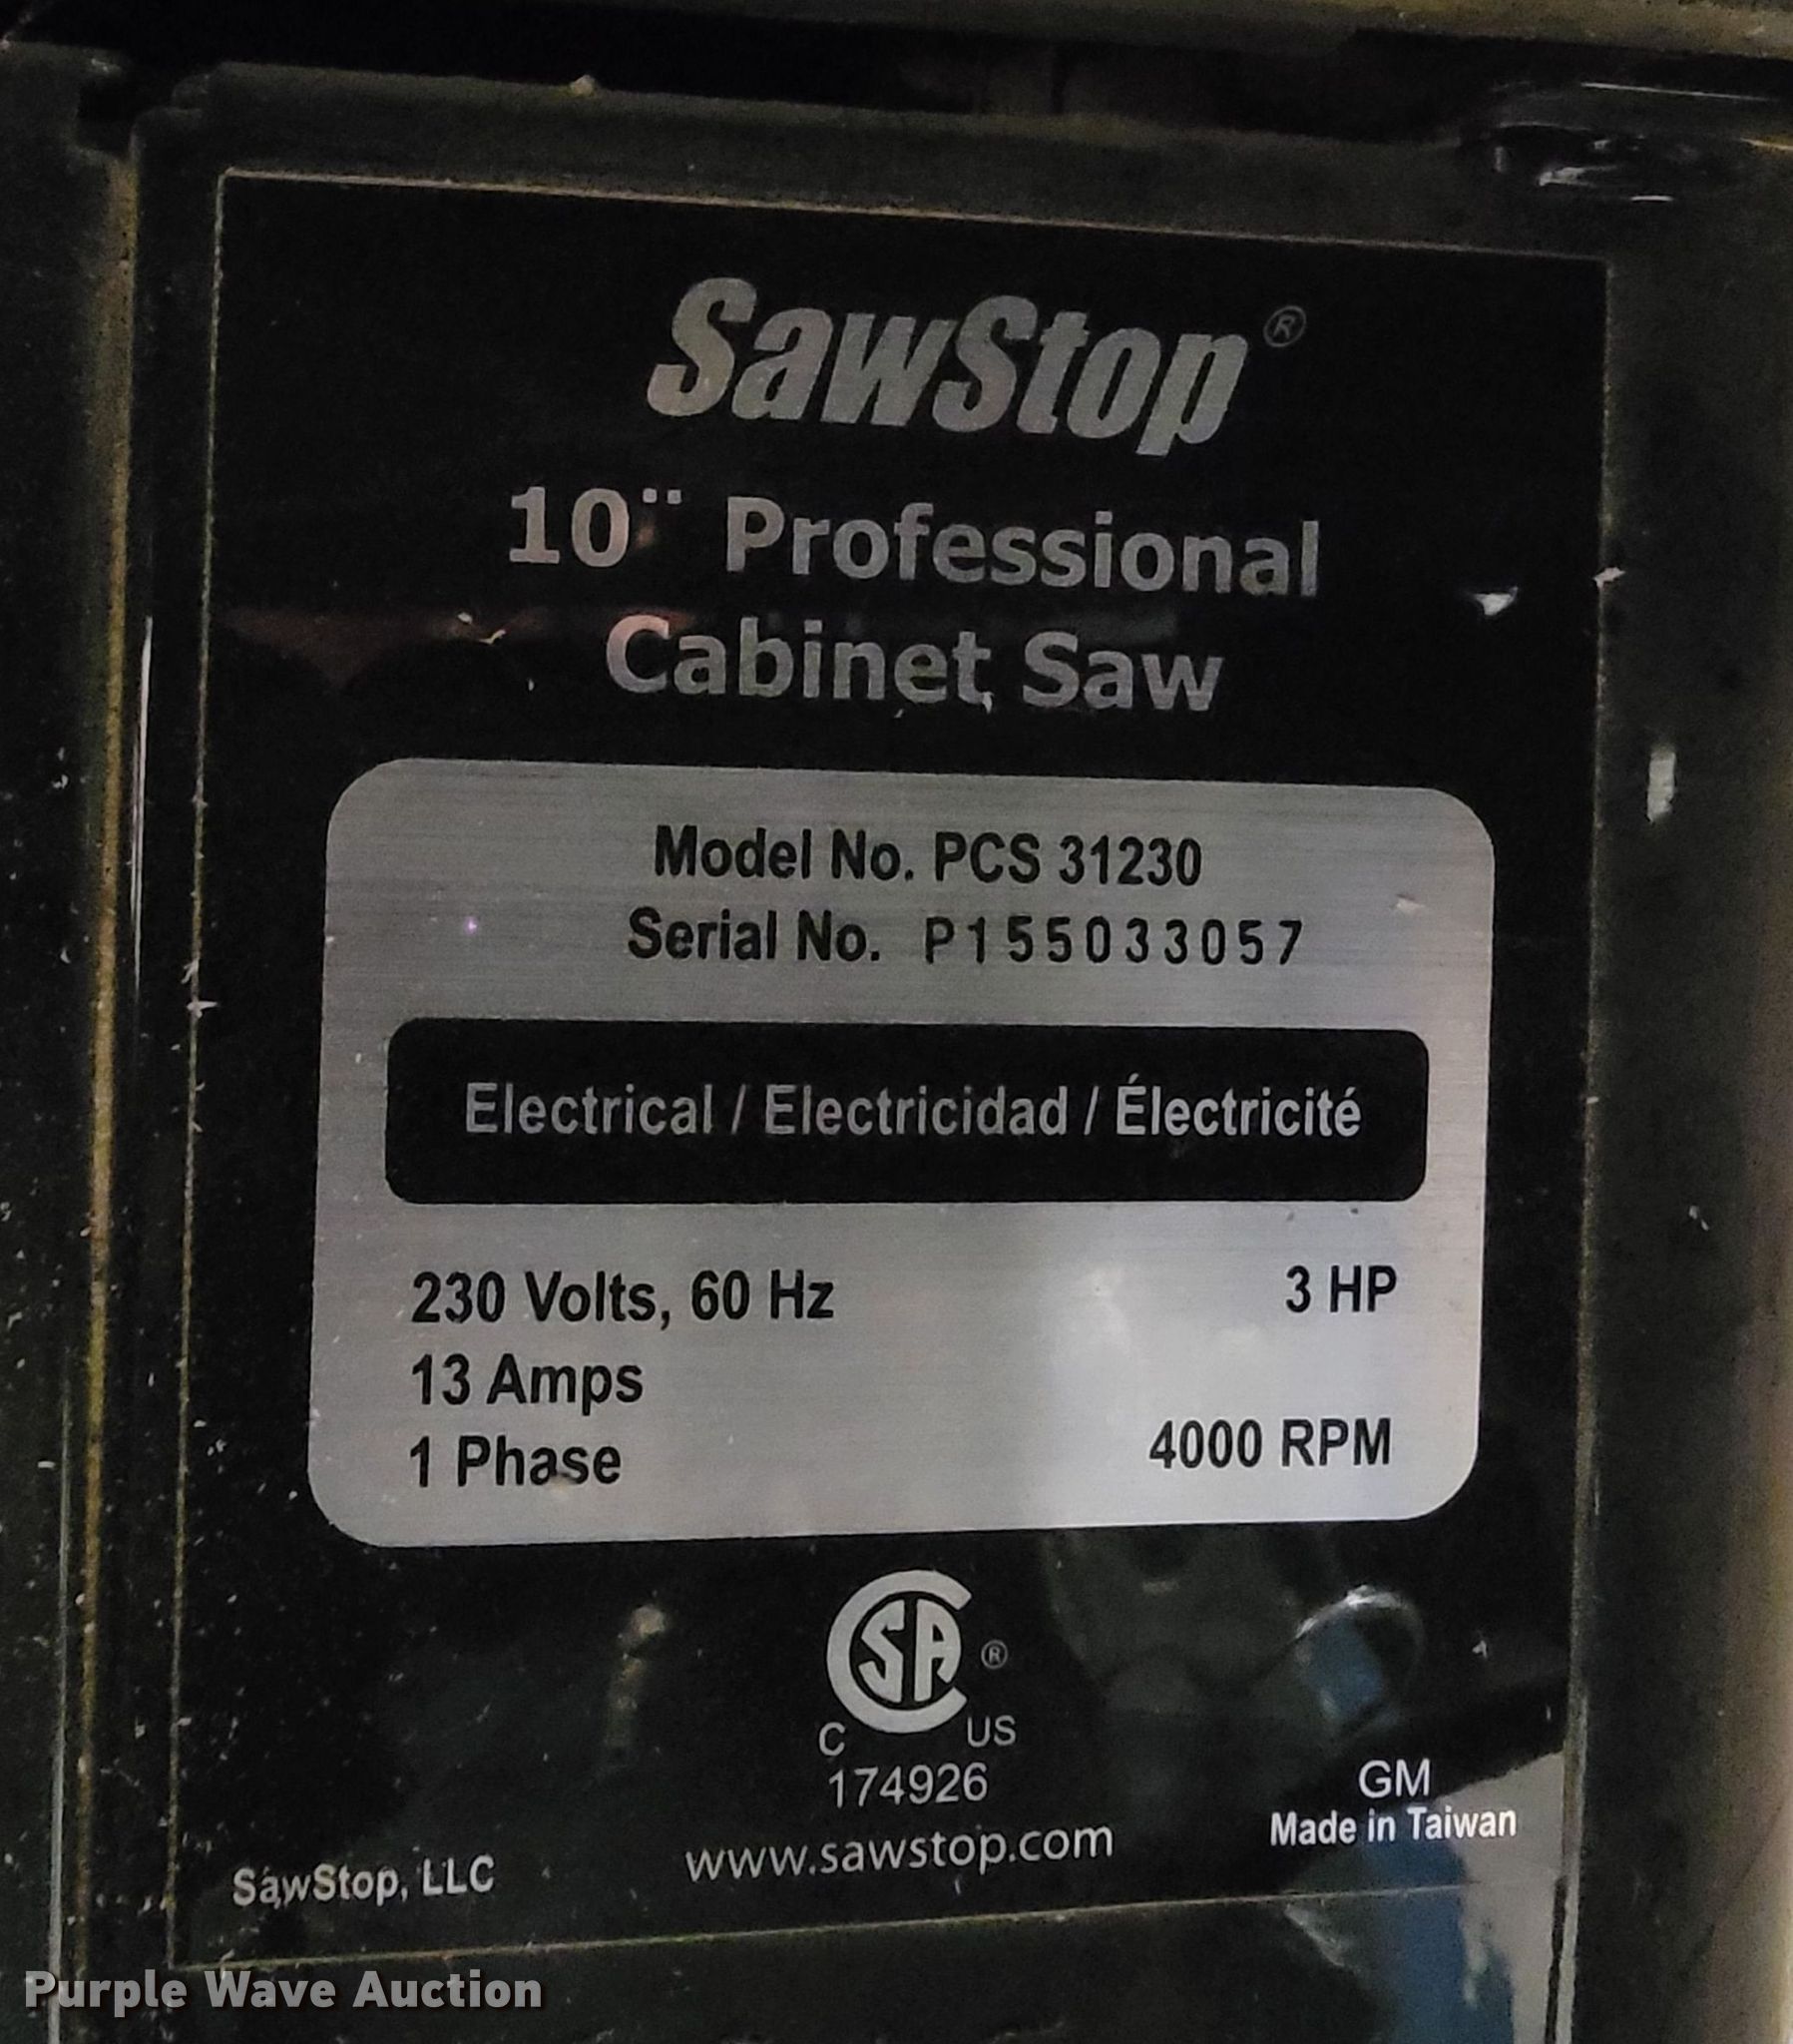 SawStop®
10¨ Professional
Cabinet Saw
Model No. PCS 31230
Serial No. P155033057
Electrical / Electricidad / Électricité
230 Volts, 60 Hz 3 HP
13 Amps
1 Phase 4000 RPM
CSA®
C US
174926
GM
Made in Taiwan
www.sawstop.com
SawStop, LLC
Purple Wave Auction